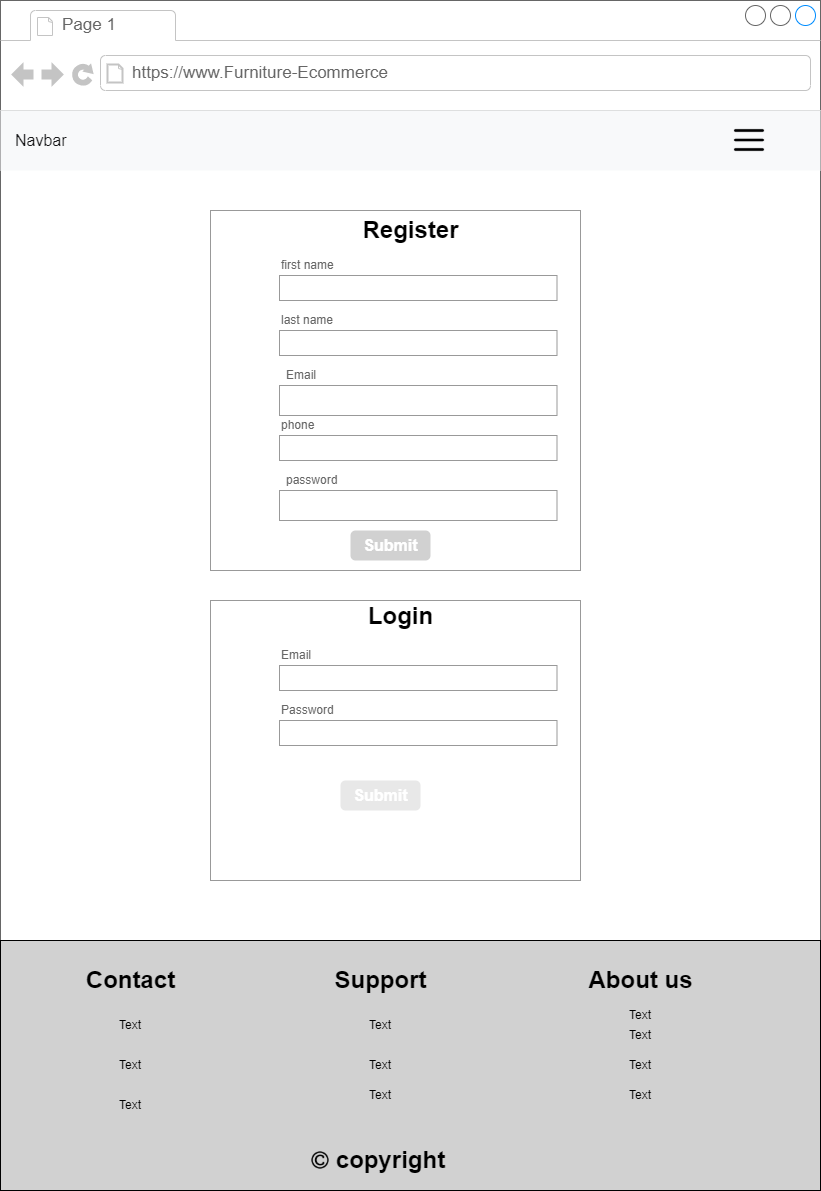 Page 1
https://www.Furniture-Ecommerce
Navbar
Register
first name
last name
Email
phone
password
Submit
Login
Email
Password
Submit
Contact
Text
Text
Text
Support
Text
Text
Text
About us
Text
Text
Text
Text
© copyright